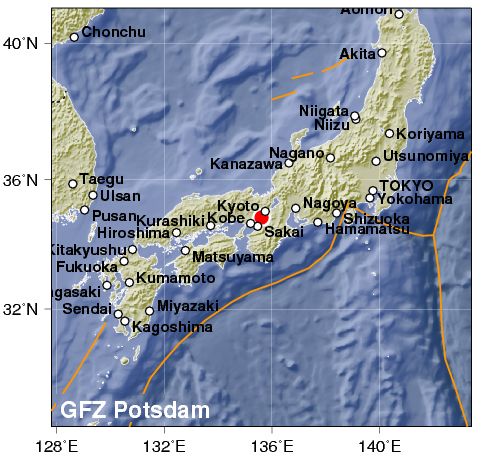 Aomori
Chonchu
40°N
Akita
Niigata
Niizu
Koriyama
Nagano
Kanazawa
Utsunomiya
Taegu
36°N
Ulsan
TOKYO
Yokohama
Kyoto
Nagoya
Pusan
Kurashiki
Kobe
Shizuoka
Hiroshima
Sakai
Hamamatsu
Kitakyushu
Matsuyama
Fukuoka
Kumamoto
agasaki
Miyazaki
Sendai
32°N
Kagoshima
GFZ Potsdam
128°E
132°E
136°E
140°E